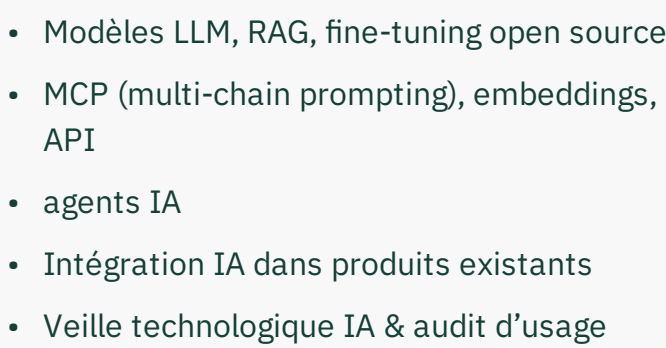 • Modèles LLM, RAG, fine-tuning open source
• MCP (multi-chain prompting), embeddings,
API
• agents IA
• Intégration IA dans produits existants
• Veille technologique IA & audit d’usage